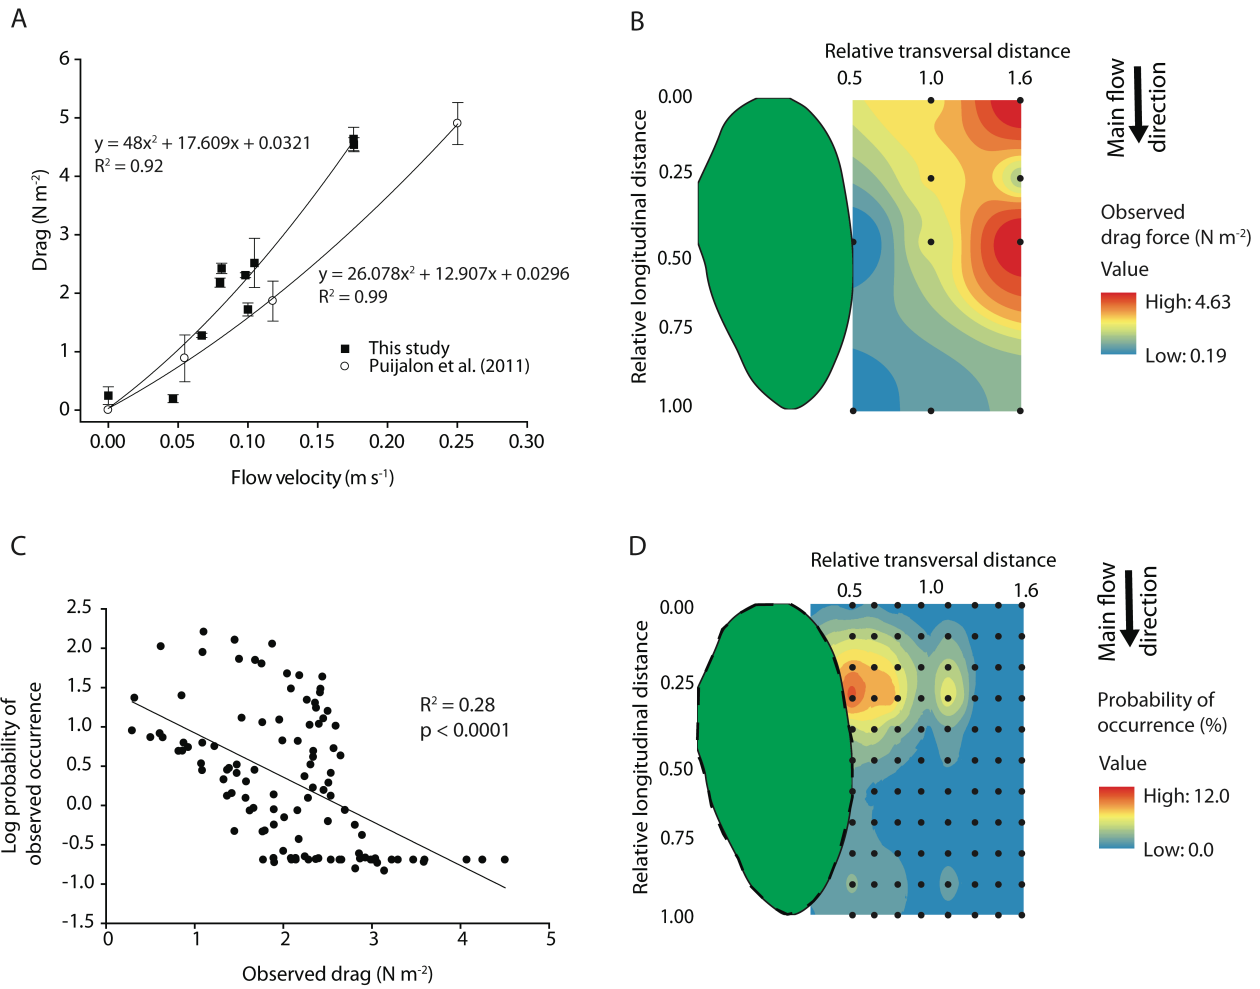 A
6
5
4
3
2
1
0
Drag (N m⁻²)
y = 48x² + 17.609x + 0.0321
R² = 0.92
y = 26.078x² + 12.907x + 0.0296
R² = 0.99
This study
Puijalon et al. (2011)
0.00 0.05 0.10 0.15 0.20 0.25 0.30
Flow velocity (m s⁻¹)
B
Relative transversal distance
0.5 1.0 1.6
0.00
0.25
0.50
0.75
1.00
Relative longitudinal distance
Main flow
direction
Observed
drag force (N m⁻²)
Value
High: 4.63
Low: 0.19
C
2.5
2.0
1.5
1.0
0.5
0.0
-0.5
-1.0
-1.5
Log probability of
observed occurrence
R² = 0.28
p < 0.0001
0 1 2 3 4 5
Observed drag (N m⁻²)
D
Relative transversal distance
0.5 1.0 1.6
0.00
0.25
0.50
0.75
1.00
Relative longitudinal distance
Main flow
direction
Probability of
occurrence (%)
Value
High: 12.0
Low: 0.0